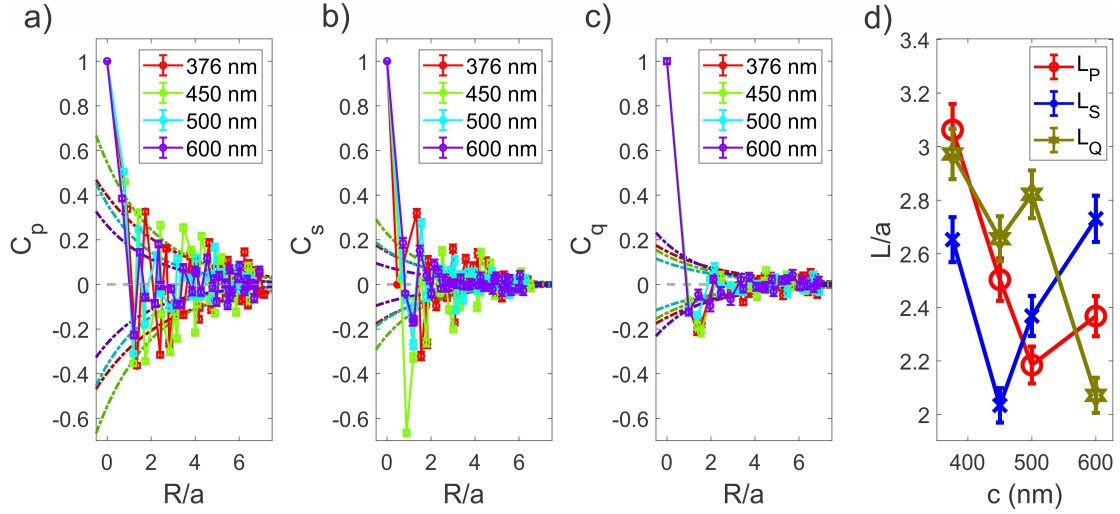 a)
C_p
1
0.8
0.6
0.4
0.2
0
-0.2
-0.4
-0.6
0 2 4 6
R/a
376 nm
450 nm
500 nm
600 nm
b)
C_s
1
0.8
0.6
0.4
0.2
0
-0.2
-0.4
-0.6
0 2 4 6
R/a
376 nm
450 nm
500 nm
600 nm
c)
C_q
1
0.8
0.6
0.4
0.2
0
-0.2
-0.4
-0.6
0 2 4 6
R/a
376 nm
450 nm
500 nm
600 nm
d)
L/a
3.4
3.2
3
2.8
2.6
2.4
2.2
2
400 500 600
c (nm)
L_P
L_S
L_Q